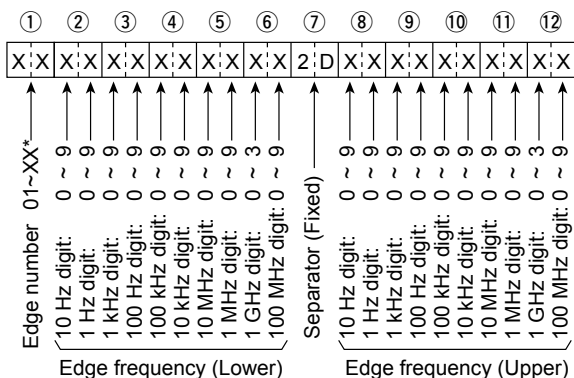 ① ② ③ ④ ⑤ ⑥ ⑦ ⑧ ⑨ ⑩ ⑪ ⑫
X X X X X X X X X X X X 2 D X X X X X X X X X X
Edge number 01~XX*
10 Hz digit: 0 ~ 9
1 Hz digit: 0 ~ 9
1 kHz digit: 0 ~ 9
100 Hz digit: 0 ~ 9
100 kHz digit: 0 ~ 9
10 kHz digit: 0 ~ 9
10 MHz digit: 0 ~ 9
1 MHz digit: 0 ~ 9
1 GHz digit: 0 ~ 3
100 MHz digit: 0 ~ 9
Separator (Fixed)
10 Hz digit: 0 ~ 9
1 Hz digit: 0 ~ 9
1 kHz digit: 0 ~ 9
100 Hz digit: 0 ~ 9
100 kHz digit: 0 ~ 9
10 kHz digit: 0 ~ 9
10 MHz digit: 0 ~ 9
1 MHz digit: 0 ~ 9
1 GHz digit: 0 ~ 3
100 MHz digit: 0 ~ 9
Edge frequency (Lower)
Edge frequency (Upper)